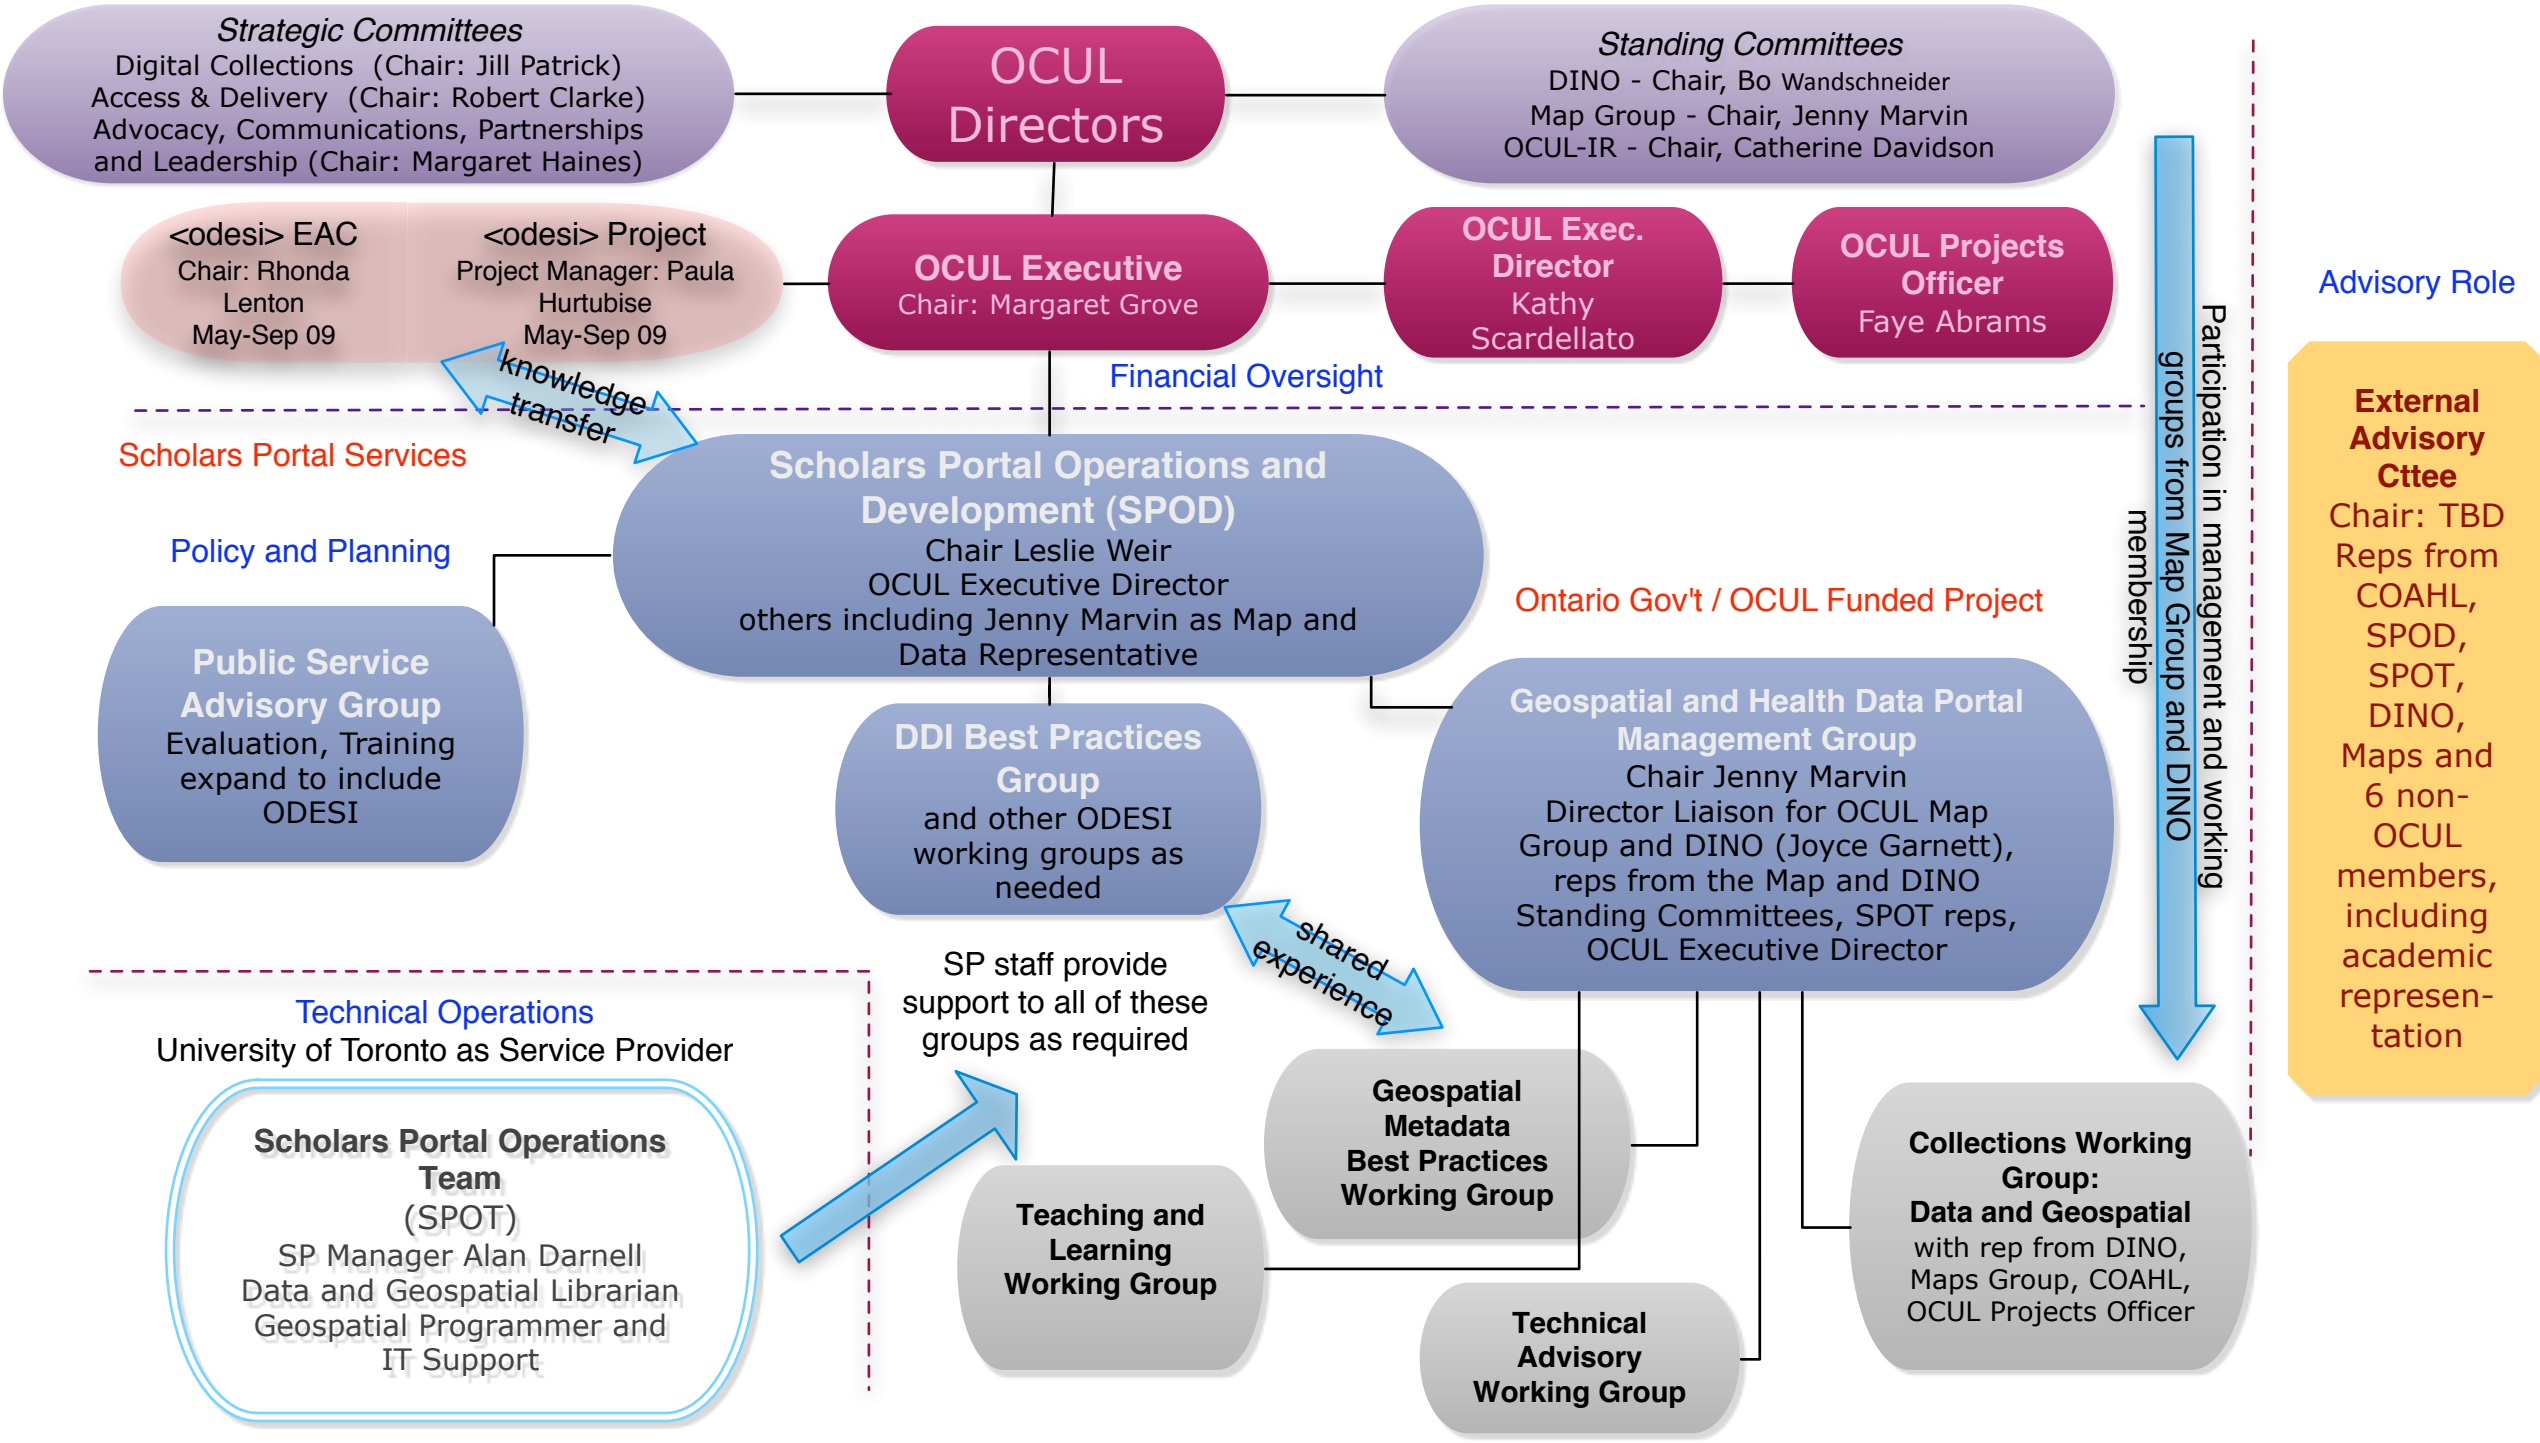 Strategic Committees
Digital Collections (Chair: Jill Patrick)
Access & Delivery (Chair: Robert Clarke)
Advocacy, Communications, Partnerships
and Leadership (Chair: Margaret Haines)
OCUL
Directors
Standing Committees
DINO - Chair, Bo Wandschneider
Map Group - Chair, Jenny Marvin
OCUL-IR - Chair, Catherine Davidson
<odesi> EAC
Chair: Rhonda
Lenton
May-Sep 09
<odesi> Project
Project Manager: Paula
Hurtubise
May-Sep 09
OCUL Executive
Chair: Margaret Grove
OCUL Exec.
Director
Kathy
Scardellato
OCUL Projects
Officer
Faye Abrams
knowledge
transfer
Financial Oversight
Scholars Portal Services
Policy and Planning
Scholars Portal Operations and
Development (SPOD)
Chair Leslie Weir
OCUL Executive Director
others including Jenny Marvin as Map and
Data Representative
Ontario Gov't / OCUL Funded Project
Public Service
Advisory Group
Evaluation, Training
expand to include
ODESI
DDI Best Practices
Group
and other ODESI
working groups as
needed
Geospatial and Health Data Portal
Management Group
Chair Jenny Marvin
Director Liaison for OCUL Map
Group and DINO (Joyce Garnett),
reps from the Map and DINO
Standing Committees, SPOT reps,
OCUL Executive Director
Participation in management and working
groups from Map Group and DINO
membership
Advisory Role
External
Advisory
Cttee
Chair: TBD
Reps from
COAHL,
SPOD,
SPOT,
DINO,
Maps and
6 non-
OCUL
members,
including
academic
represen-
tation
shared
experience
SP staff provide
support to all of these
groups as required
Technical Operations
University of Toronto as Service Provider
Scholars Portal Operations
Team
(SPOT)
SP Manager Alan Darnell
Data and Geospatial Librarian
Geospatial Programmer and
IT Support
Teaching and
Learning
Working Group
Geospatial
Metadata
Best Practices
Working Group
Technical
Advisory
Working Group
Collections Working
Group:
Data and Geospatial
with rep from DINO,
Maps Group, COAHL,
OCUL Projects Officer